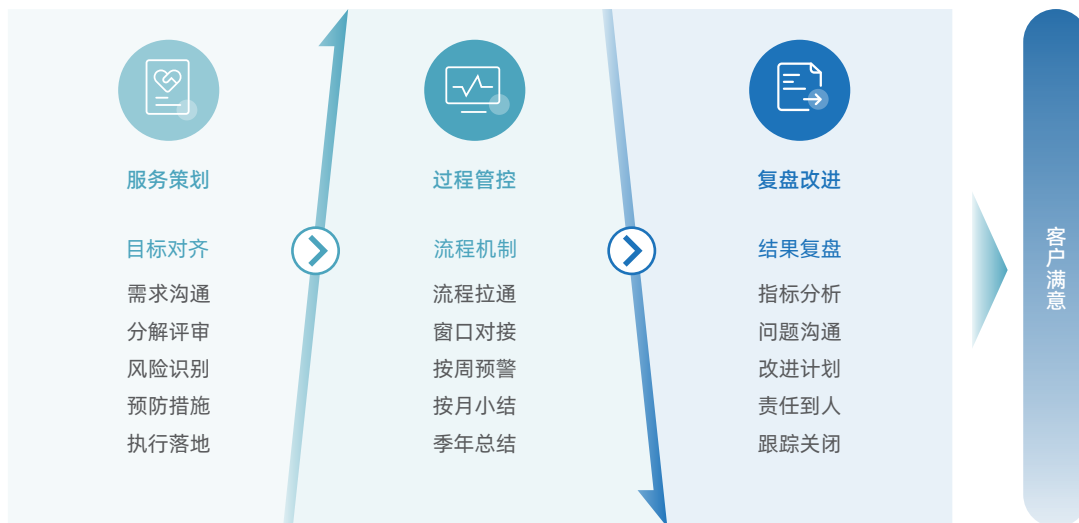 服务策划
目标对齐
需求沟通
分解评审
风险识别
预防措施
执行落地
过程管控
流程机制
流程拉通
窗口对接
按周预警
按月小结
季年总结
复盘改进
结果复盘
指标分析
问题沟通
改进计划
责任到人
跟踪关闭
客户满意